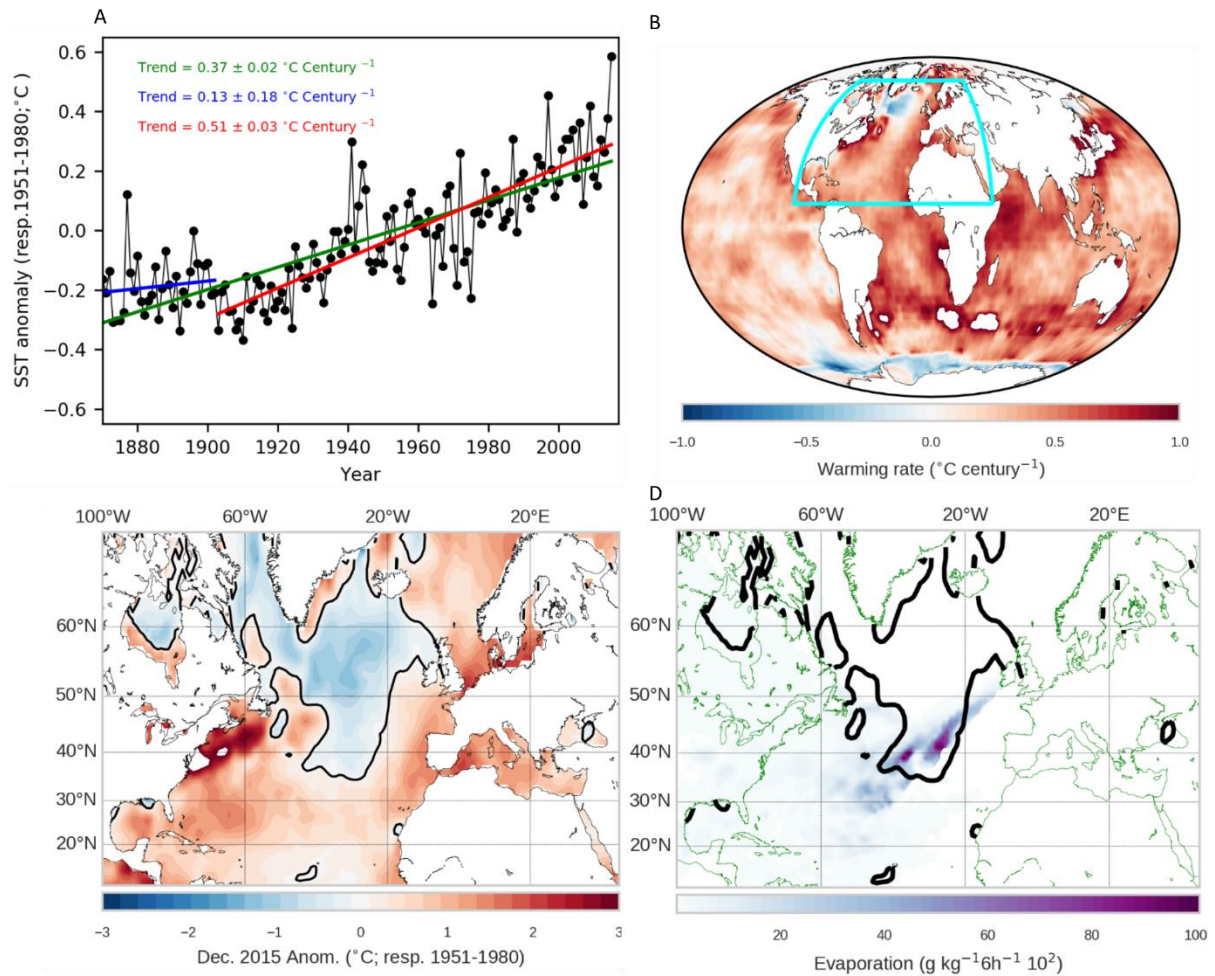 A
SST anomaly (resp.1951-1980;°C )
0.6
0.4
0.2
0.0
−0.2
−0.4
−0.6
Trend = 0.37 ± 0.02 °C Century ⁻¹
Trend = 0.13 ± 0.18 °C Century ⁻¹
Trend = 0.51 ± 0.03 °C Century ⁻¹
1880 1900 1920 1940 1960 1980 2000
Year
B
−1.0 −0.5 0.0 0.5 1.0
Warming rate (°C century⁻¹)
100°W 60°W 20°W 20°E
60°N
50°N
40°N
30°N
20°N
−3 −2 −1 0 1 2 3
Dec. 2015 Anom. (°C; resp. 1951-1980)
D
100°W 60°W 20°W 20°E
60°N
50°N
40°N
30°N
20°N
20 40 60 80 100
Evaporation (g kg⁻¹6h⁻¹ 10²)